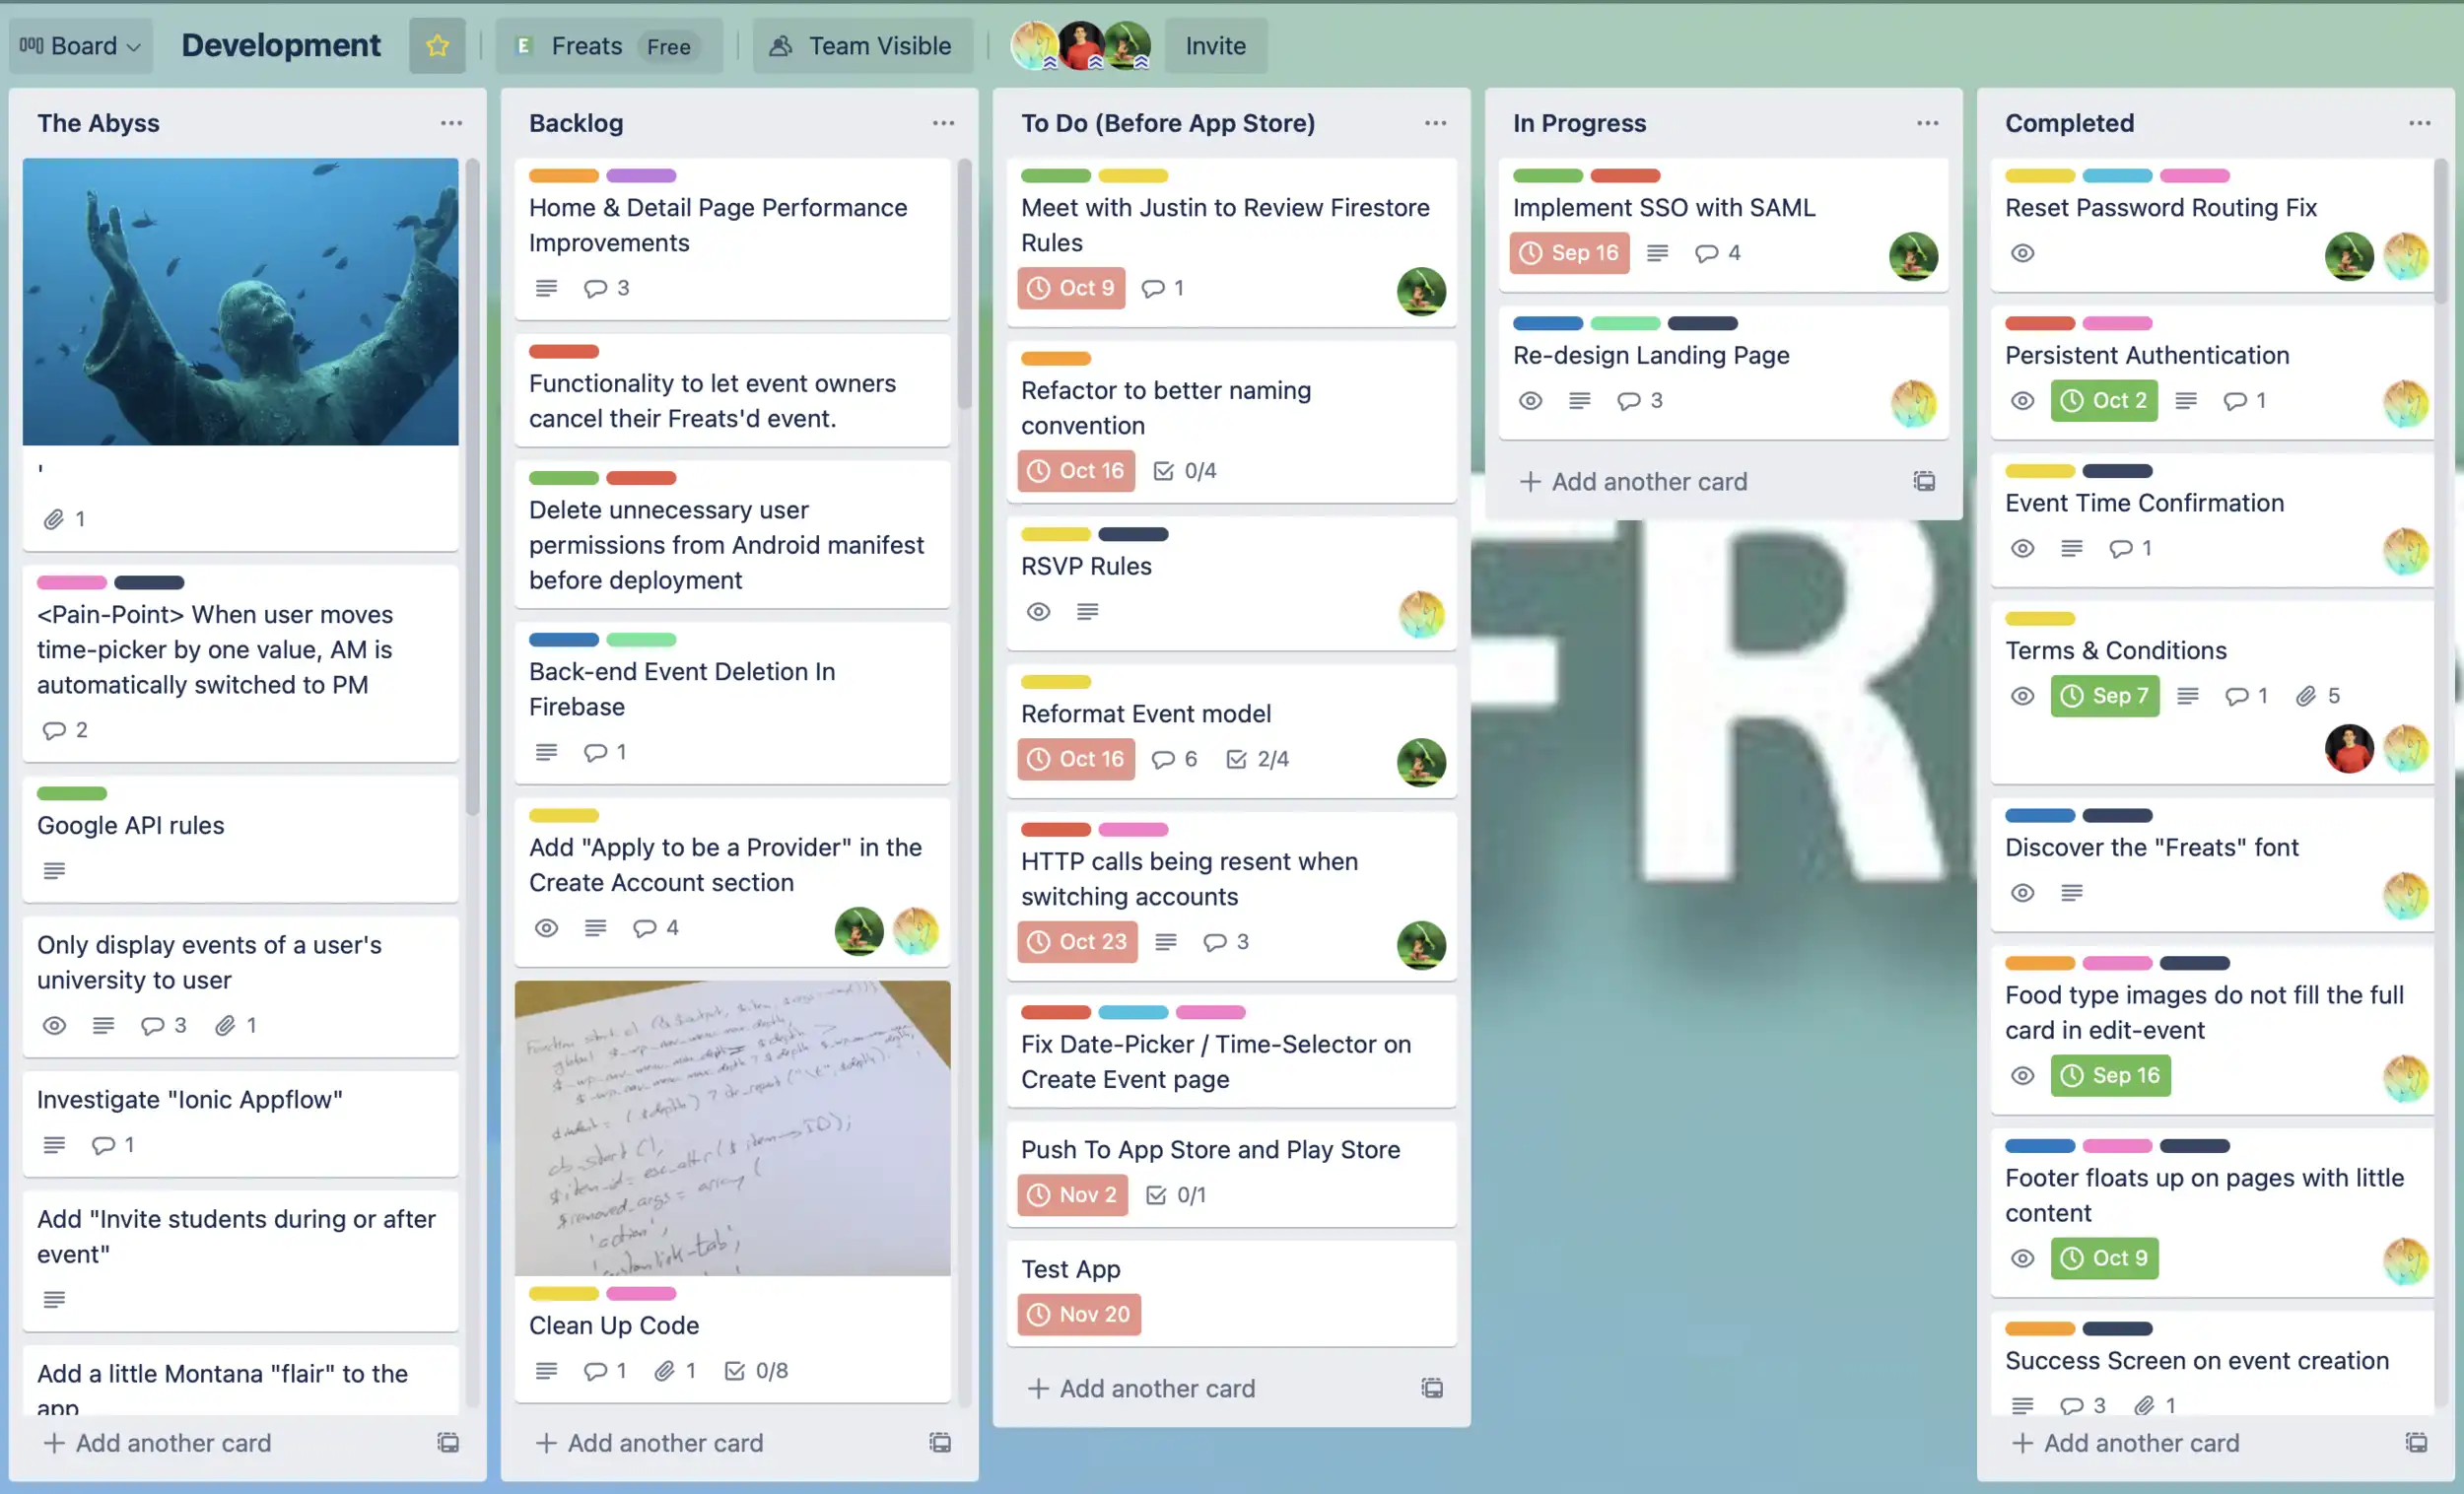 Board
Development
E
Freats
Free
Team Visible
Invite
The Abyss
'
1
<Pain-Point> When user moves
time-picker by one value, AM is
automatically switched to PM
2
Google API rules
Only display events of a user's
university to user
3
1
Investigate "Ionic Appflow"
1
Add "Invite students during or after
event"
Add a little Montana "flair" to the
app
+ Add another card
Backlog
Home & Detail Page Performance
Improvements
3
Functionality to let event owners
cancel their Freats'd event.
Delete unnecessary user
permissions from Android manifest
before deployment
Back-end Event Deletion In
Firebase
1
Add "Apply to be a Provider" in the
Create Account section
4
Clean Up Code
1
1
0/8
+ Add another card
To Do (Before App Store)
Meet with Justin to Review Firestore
Rules
Oct 9
1
Refactor to better naming
convention
Oct 16
0/4
RSVP Rules
Reformat Event model
Oct 16
6
2/4
HTTP calls being resent when
switching accounts
Oct 23
3
Fix Date-Picker / Time-Selector on
Create Event page
Push To App Store and Play Store
Nov 2
0/1
Test App
Nov 20
+ Add another card
In Progress
Implement SSO with SAML
Sep 16
4
Re-design Landing Page
3
+ Add another card
FR
Completed
Reset Password Routing Fix
Persistent Authentication
Oct 2
1
Event Time Confirmation
1
Terms & Conditions
Sep 7
1
5
Discover the "Freats" font
Food type images do not fill the full
card in edit-event
Sep 16
Footer floats up on pages with little
content
Oct 9
Success Screen on event creation
3
1
+ Add another card